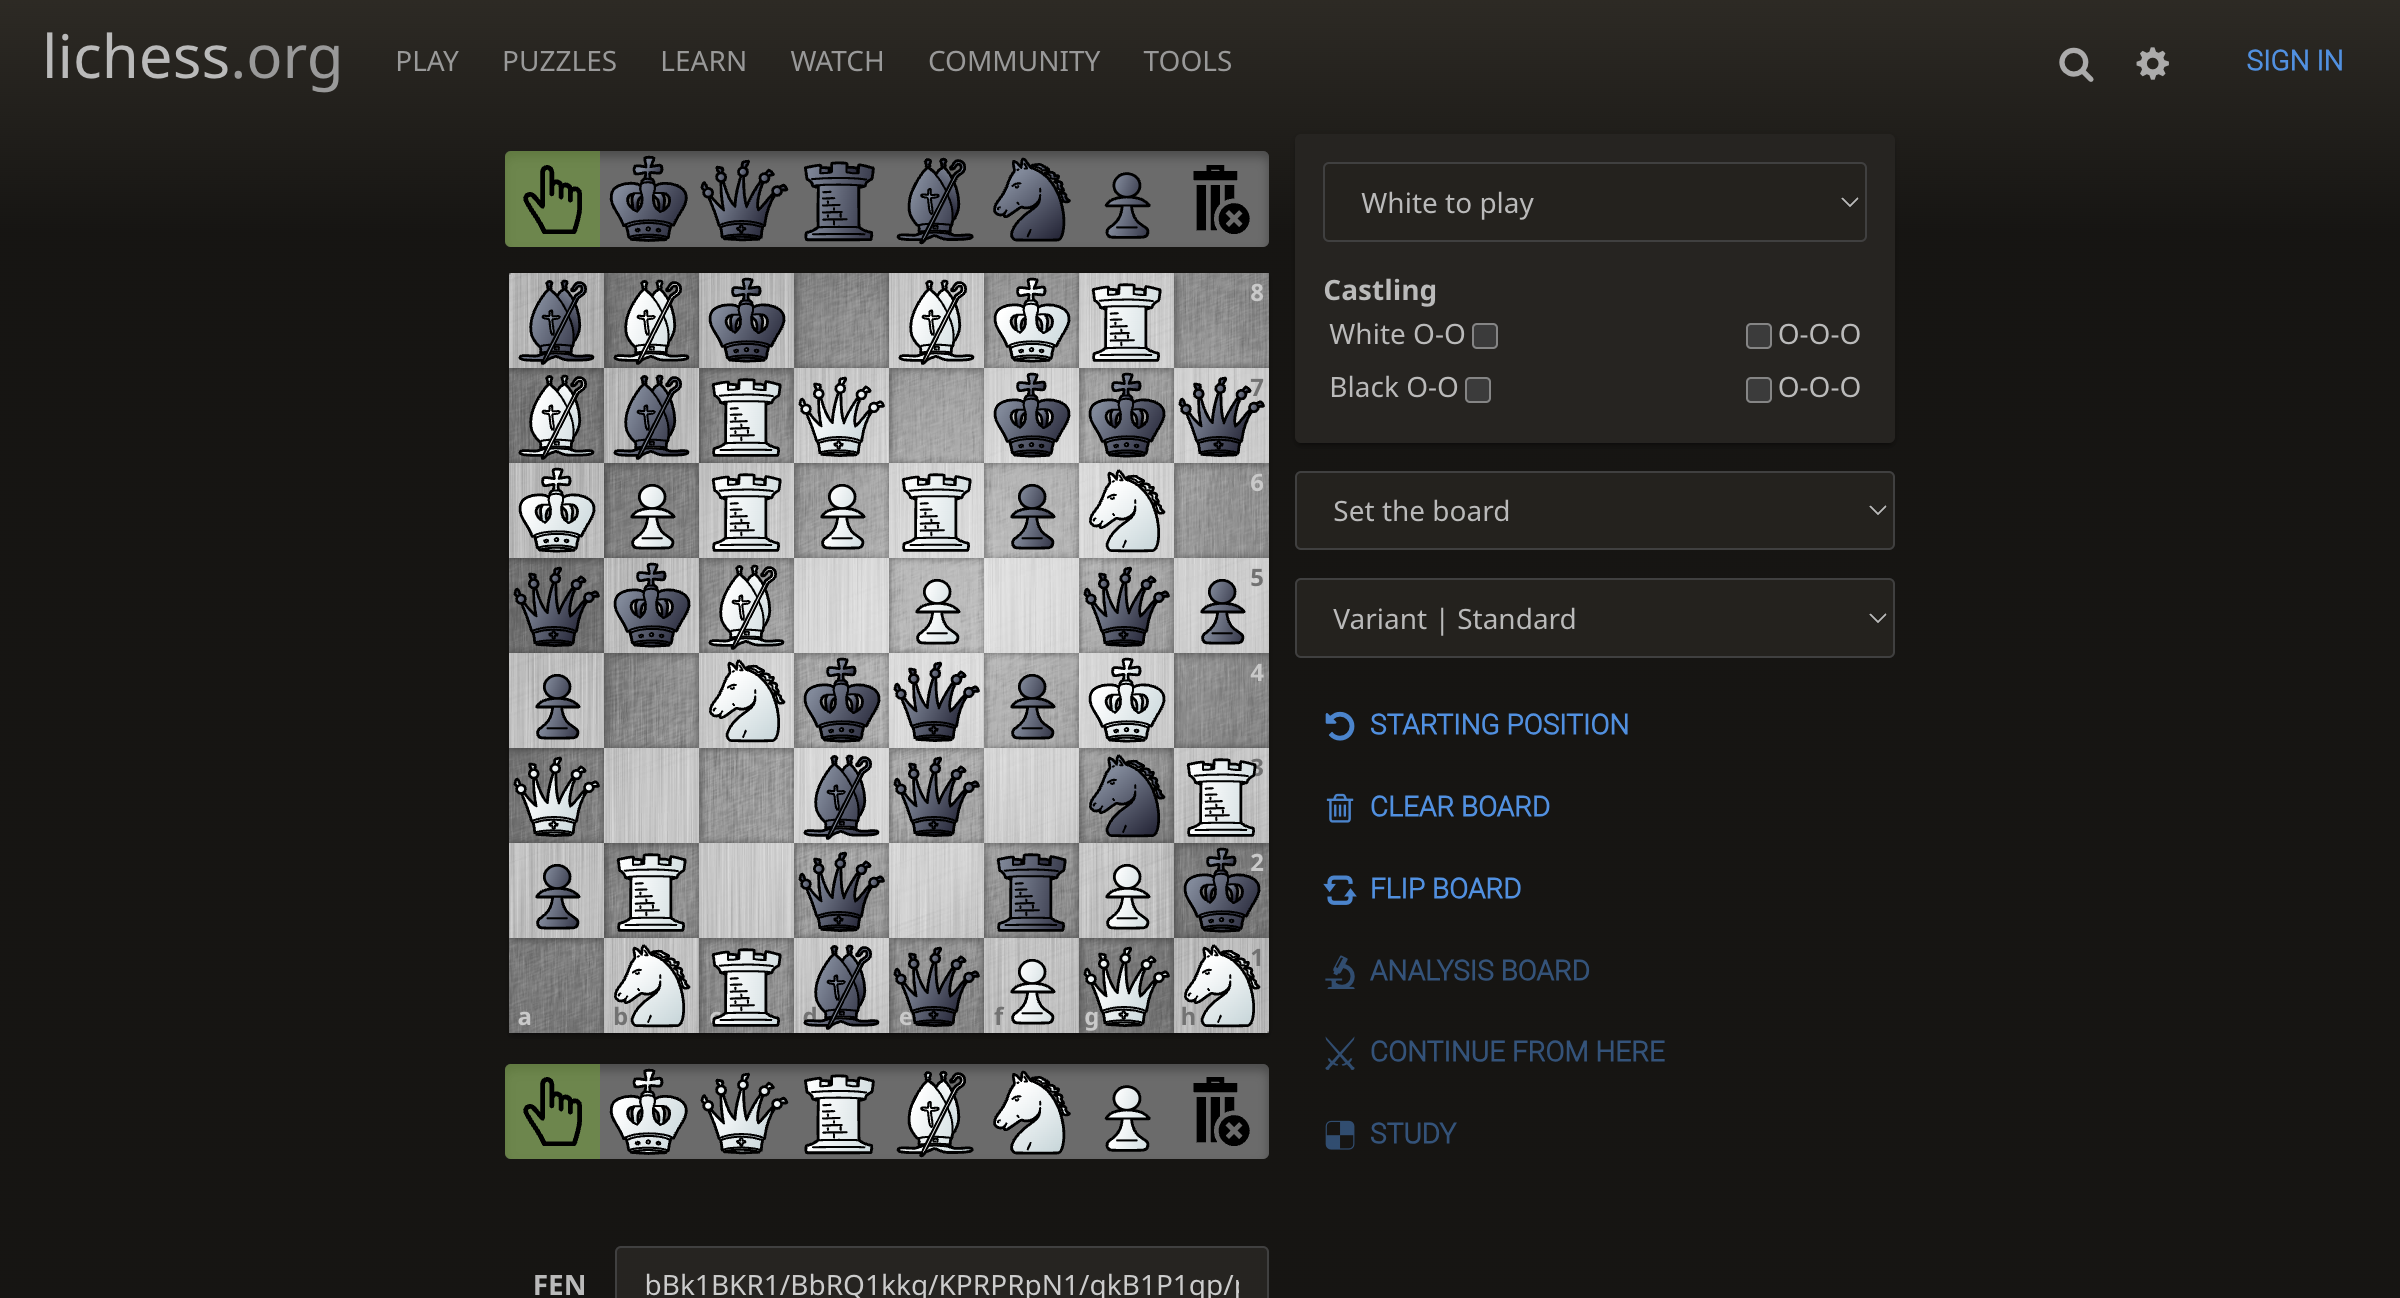 lichess.org PLAY PUZZLES LEARN WATCH COMMUNITY TOOLS SIGN IN
White to play
Castling
White O-O O-O-O
Black O-O O-O-O
Set the board
Variant | Standard
STARTING POSITION
CLEAR BOARD
FLIP BOARD
ANALYSIS BOARD
CONTINUE FROM HERE
STUDY
8
7
6
5
4
3
2
1
a b d e f g h
FEN bBk1BKR1/BbRQ1kkq/KPRPRpN1/qkB1P1qp/